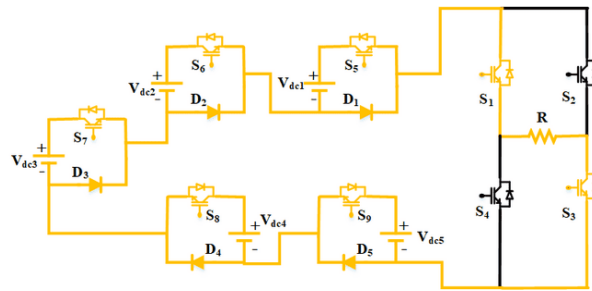 S6
S5
S1
S2
Vdc2
+
-
D2
Vdc1
+
-
D1
R
S7
Vdc3
+
-
D3
S4
S3
S8
Vdc4
+
-
D4
S9
Vdc5
+
-
D5